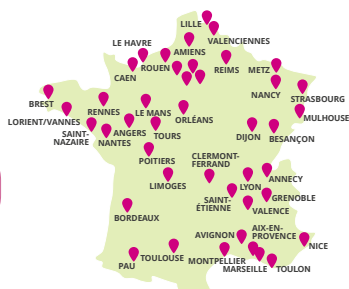 LILLE
VALENCIENNES
LE HAVRE
AMIENS
ROUEN
REIMS
METZ
CAEN
NANCY
STRASBOURG
BREST
RENNES
LE MANS
ORLÉANS
MULHOUSE
LORIENT/VANNES
SAINT-
NAZAIRE
NANTES
ANGERS
TOURS
DIJON
BESANÇON
POITIERS
CLERMONT-
FERRAND
LIMOGES
LYON
ANNECY
SAINT-
ÉTIENNE
GRENOBLE
VALENCE
BORDEAUX
AVIGNON
AIX-EN-
PROVENCE
NICE
PAU
TOULOUSE
MONTPELLIER
MARSEILLE
TOULON